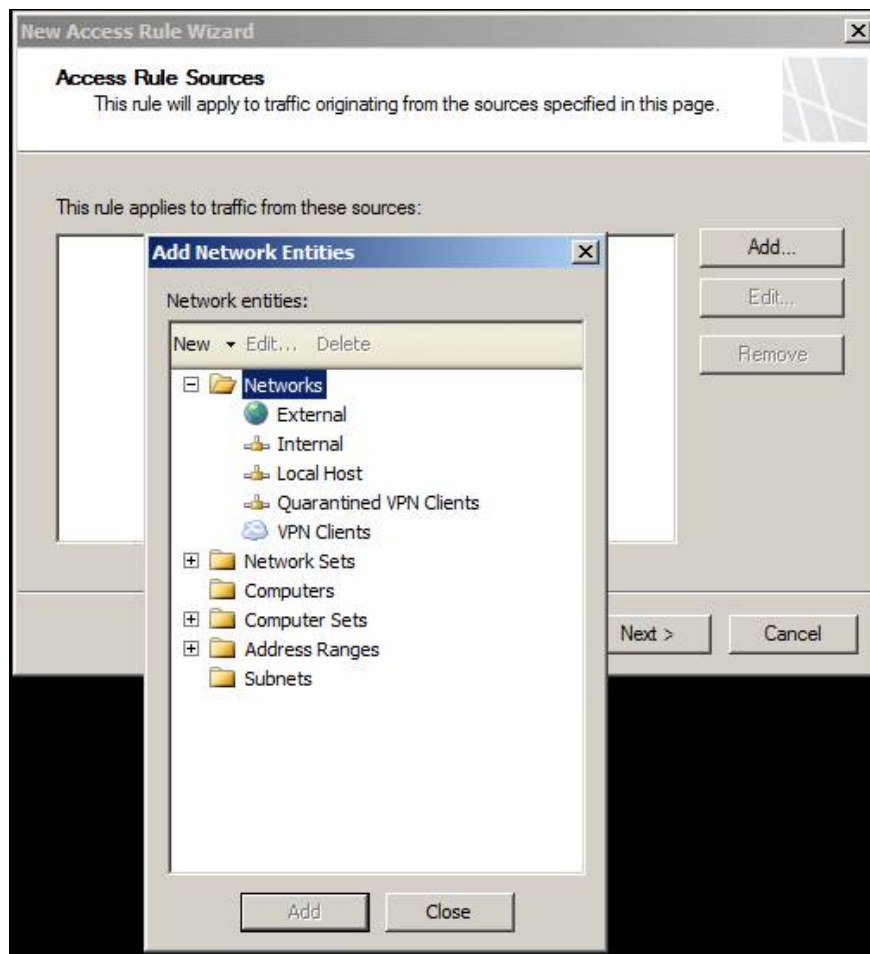 New Access Rule Wizard
Access Rule Sources
This rule will apply to traffic originating from the sources specified in this page.
This rule applies to traffic from these sources:
Add...
Edit...
Remove
Add Network Entities
Network entities:
New Edit... Delete
Networks
External
Internal
Local Host
Quarantined VPN Clients
VPN Clients
Network Sets
Computers
Computer Sets
Address Ranges
Subnets
Add Close
Next > Cancel